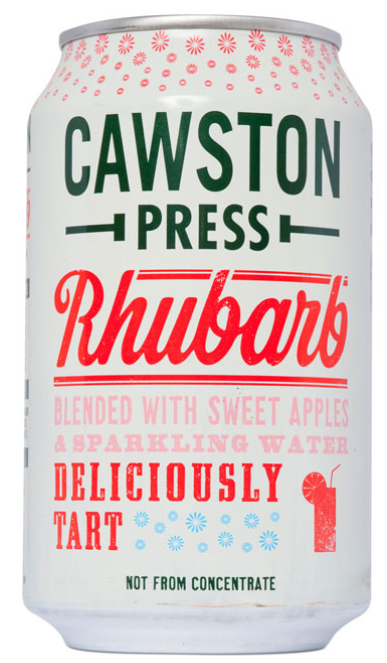 CAWSTON
PRESS
Rhubarb
BLENDED WITH SWEET APPLES
& SPARKLING WATER
DELICIOUSLY
TART
NOT FROM CONCENTRATE